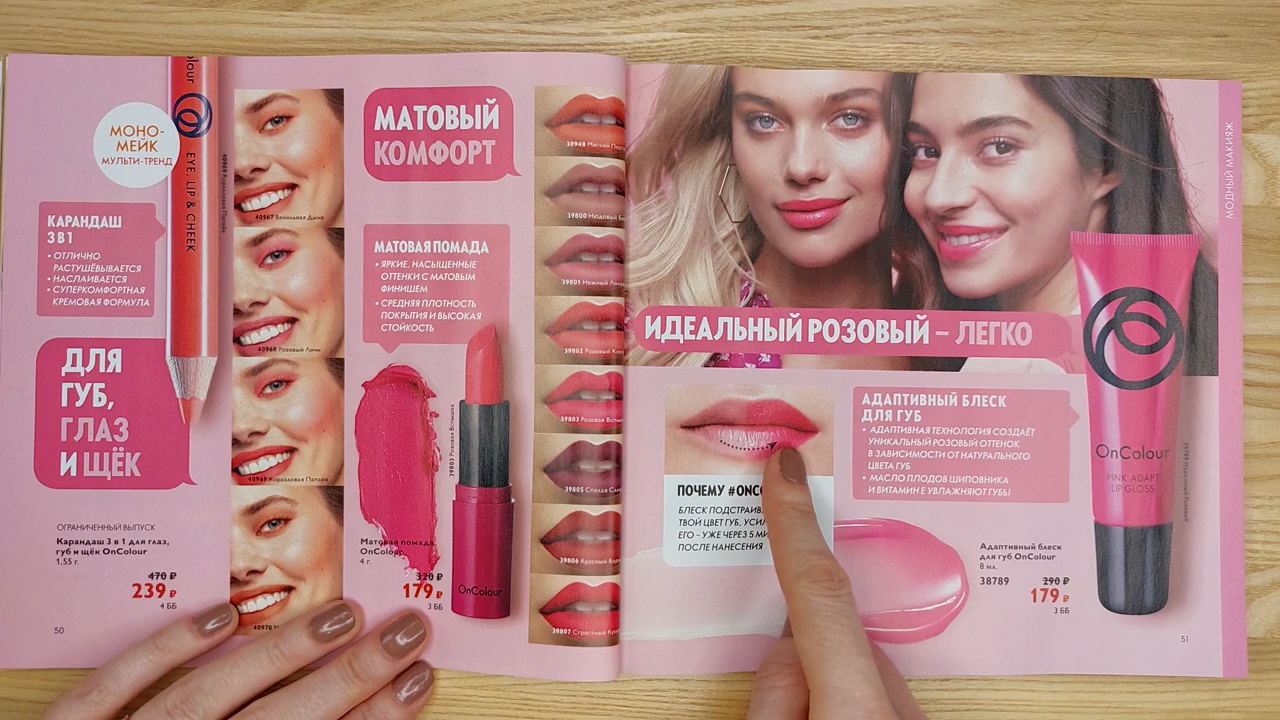 МОНО-
МЕЙК
МУЛЬТИ-ТРЕНД
КАРАНДАШ
3 В 1
• ОТЛИЧНО
РАСТУШЁВЫВАЕТСЯ
• НАСЛАИВАЕТСЯ
• СУПЕРКОМФОРТНАЯ
КРЕМОВАЯ ФОРМУЛА
ДЛЯ
ГУБ,
ГЛАЗ
И ЩЁК
ОГРАНИЧЕННЫЙ ВЫПУСК
Карандаш 3 в 1 для глаз,
губ и щёк OnColour
1,55 г.
470 ₽
239 ₽
4 ББ
50
EYE, LIP & CHEEK
40969 Коралловая Папайя
40967 Ванильная Дыня
40968 Розовый Личи
40969 Коралловая Папайя
40970
МАТОВЫЙ
КОМФОРТ
МАТОВАЯ ПОМАДА
• ЯРКИЕ, НАСЫЩЕННЫЕ
ОТТЕНКИ С МАТОВЫМ
ФИНИШЕМ
• СРЕДНЯЯ ПЛОТНОСТЬ
ПОКРЫТИЯ И ВЫСОКАЯ
СТОЙКОСТЬ
39803 Розовая Вспышка
OnColour
Матовая помада
OnColour
4 г.
320 ₽
179 ₽
3 ББ
38948 Мягкий
39800 Нюдовый
39801 Нежный
39802 Розовый
39803 Розовая
39805 Спелая
39806 Красный
39807 Страстный
МОДНЫЙ МАКИЯЖ
ИДЕАЛЬНЫЙ РОЗОВЫЙ – ЛЕГКО
АДАПТИВНЫЙ БЛЕСК
ДЛЯ ГУБ
• АДАПТИВНАЯ ТЕХНОЛОГИЯ СОЗДАЁТ
УНИКАЛЬНЫЙ РОЗОВЫЙ ОТТЕНОК
В ЗАВИСИМОСТИ ОТ НАТУРАЛЬНОГО
ЦВЕТА ГУБ
• МАСЛО ПЛОДОВ ШИПОВНИКА
И ВИТАМИН Е УВЛАЖНЯЮТ ГУБЫ
ПОЧЕМУ
БЛЕСК
ТВОЙ ЦВЕТ ГУБ,
ЕГО – УЖЕ ЧЕРЕЗ 5
ПОСЛЕ НАНЕСЕНИЯ
OnColour
PINK ADAPT
LIP GLOSS
Адаптивный блеск
для губ OnColour
8 мл.
38789
290 ₽
179 ₽
3 ББ
51